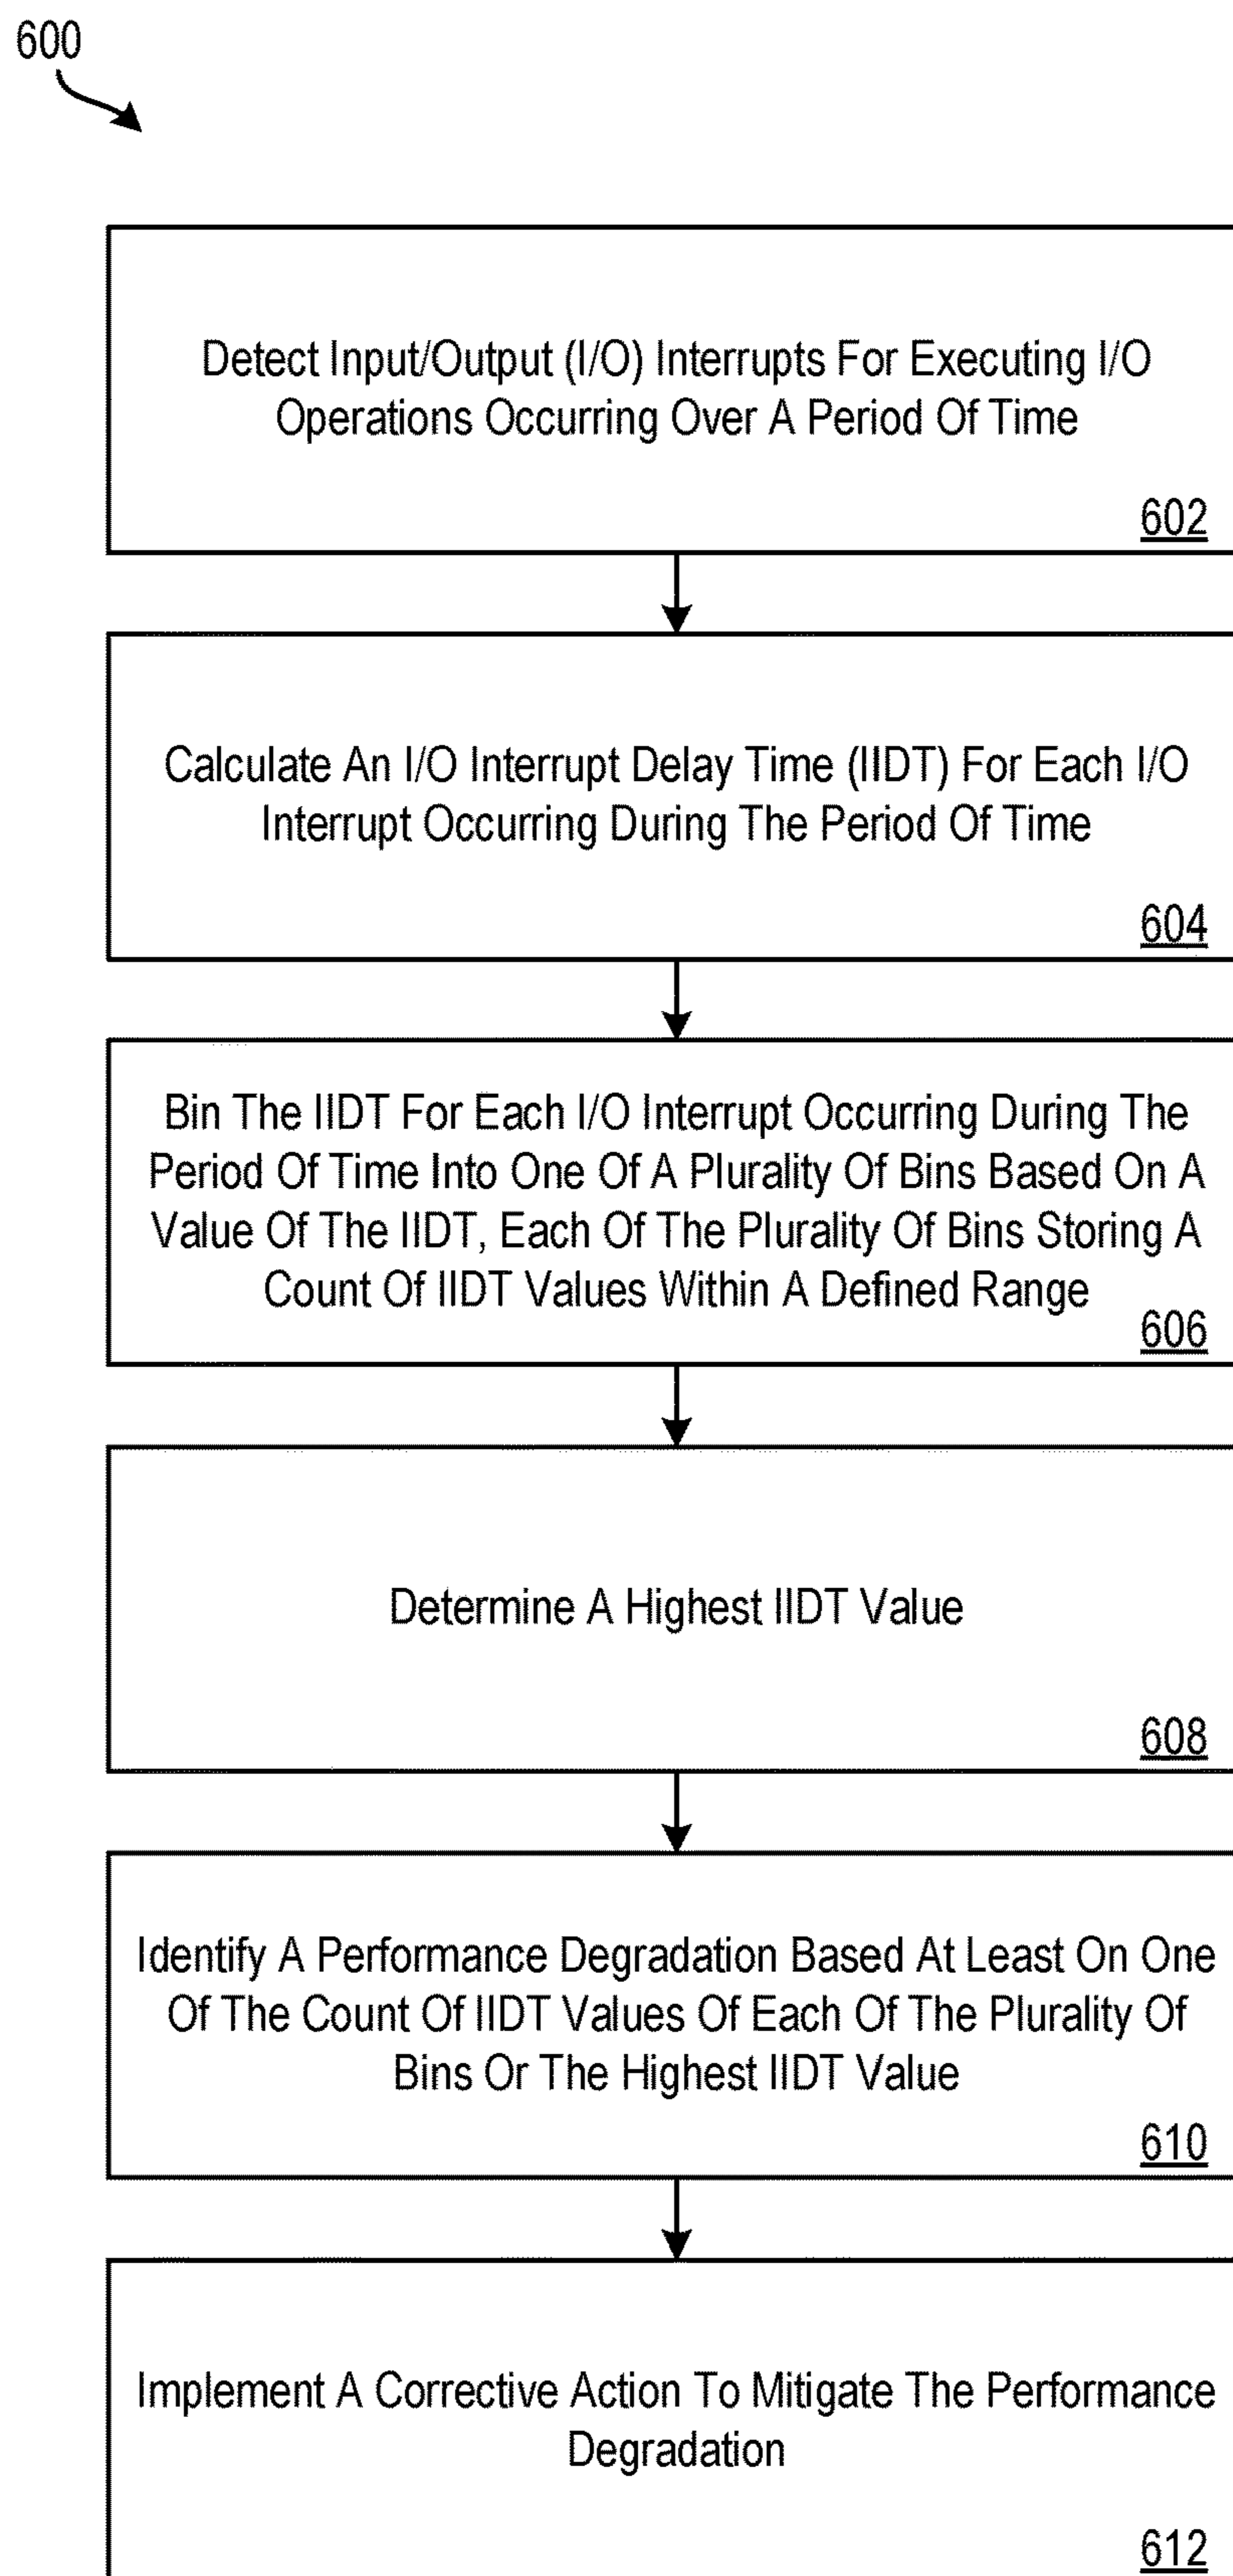 600
Detect Input/Output (I/O) Interrupts For Executing I/O
Operations Occurring Over A Period Of Time
602
Calculate An I/O Interrupt Delay Time (IIDT) For Each I/O
Interrupt Occurring During The Period Of Time
604
Bin The IIDT For Each I/O Interrupt Occurring During The
Period Of Time Into One Of A Plurality Of Bins Based On A
Value Of The IIDT, Each Of The Plurality Of Bins Storing A
Count Of IIDT Values Within A Defined Range
606
Determine A Highest IIDT Value
608
Identify A Performance Degradation Based At Least On One
Of The Count Of IIDT Values Of Each Of The Plurality Of
Bins Or The Highest IIDT Value
610
Implement A Corrective Action To Mitigate The Performance
Degradation
612